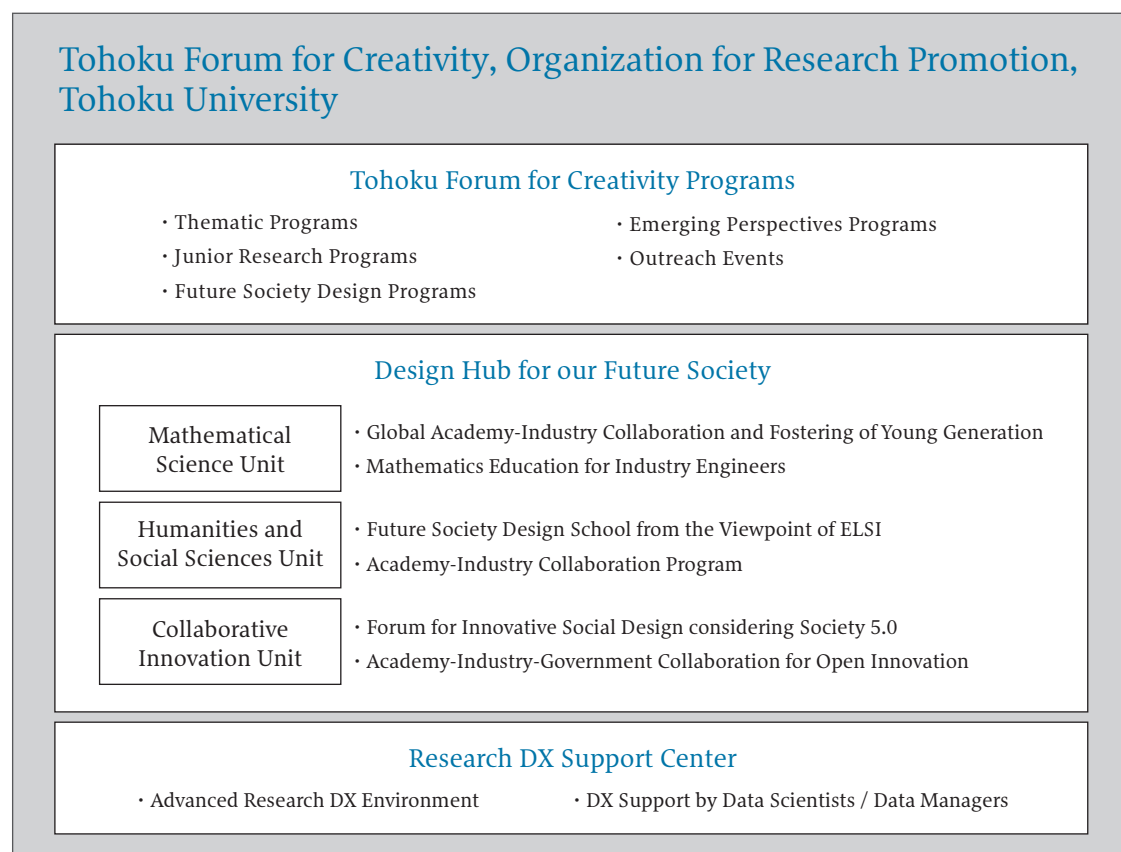 Tohoku Forum for Creativity, Organization for Research Promotion,
Tohoku University
Tohoku Forum for Creativity Programs
・Thematic Programs
・Junior Research Programs
・Future Society Design Programs
・Emerging Perspectives Programs
・Outreach Events
Design Hub for our Future Society
Mathematical
Science Unit
・Global Academy-Industry Collaboration and Fostering of Young Generation
・Mathematics Education for Industry Engineers
Humanities and
Social Sciences Unit
・Future Society Design School from the Viewpoint of ELSI
・Academy-Industry Collaboration Program
Collaborative
Innovation Unit
・Forum for Innovative Social Design considering Society 5.0
・Academy-Industry-Government Collaboration for Open Innovation
Research DX Support Center
・Advanced Research DX Environment
・DX Support by Data Scientists / Data Managers